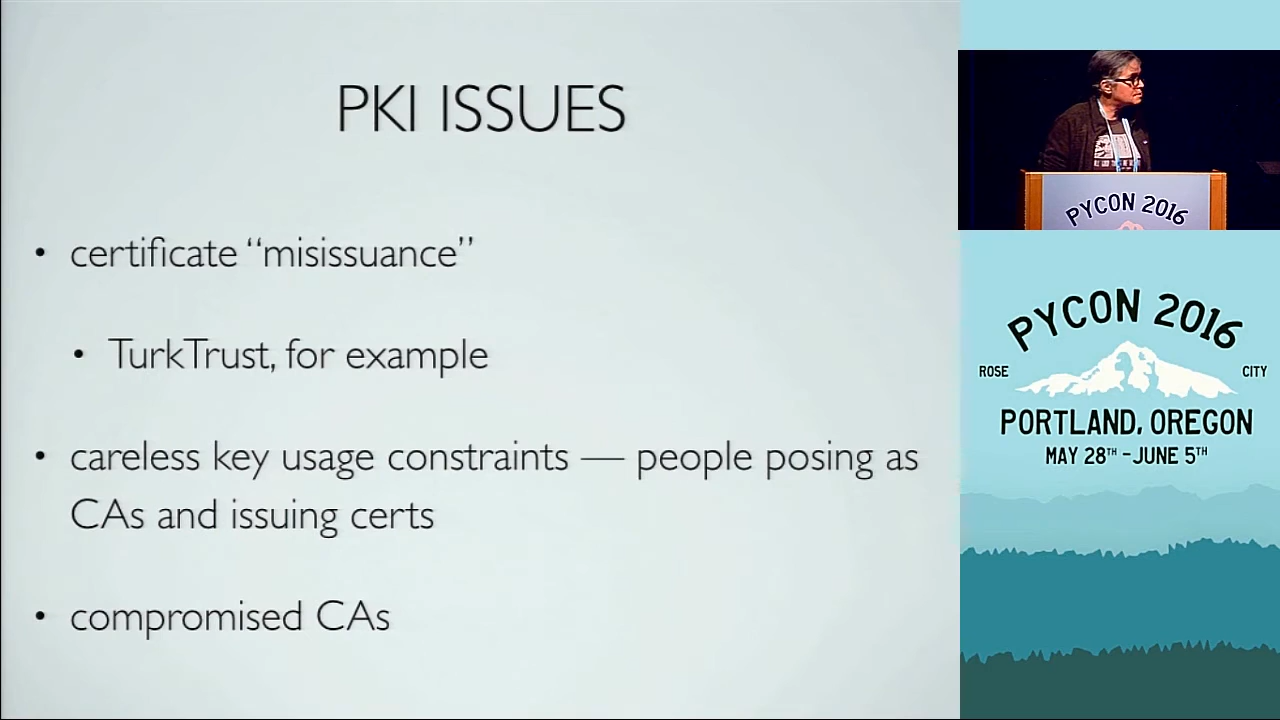 PKI ISSUES
• certificate “misissuance”
• TurkTrust, for example
• careless key usage constraints — people posing as
CAs and issuing certs
• compromised CAs
PYCON 2016
PYCON 2016
ROSE CITY
PORTLAND, OREGON
MAY 28TH - JUNE 5TH